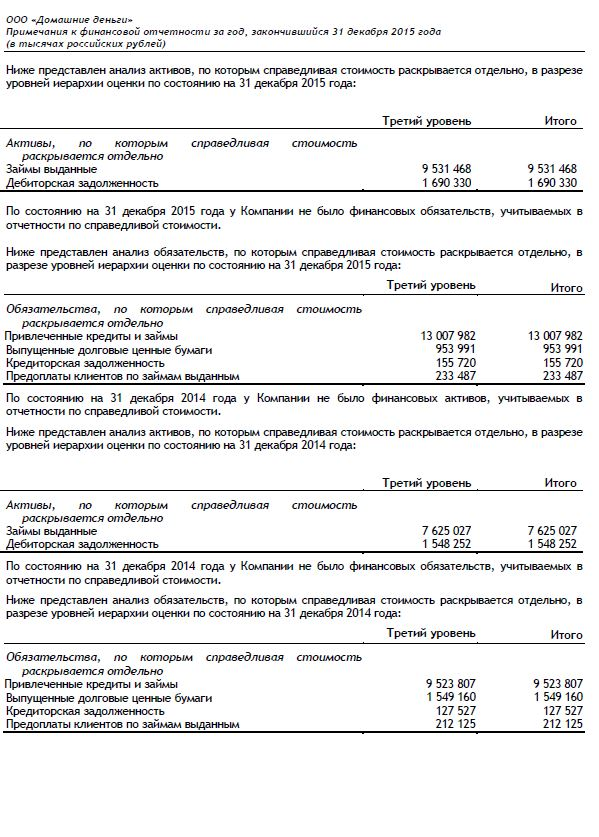 ООО «Домашние деньги»
Примечания к финансовой отчетности за год, закончившийся 31 декабря 2015 года
(в тысячах российских рублей)
Ниже представлен анализ активов, по которым справедливая стоимость раскрывается отдельно, в разрезе
уровней иерархии оценки по состоянию на 31 декабря 2015 года:
Третий уровень Итого
Активы, по которым справедливая стоимость
раскрывается отдельно
Займы выданные 9 531 468 9 531 468
Дебиторская задолженность 1 690 330 1 690 330
По состоянию на 31 декабря 2015 года у Компании не было финансовых обязательств, учитываемых в
отчетности по справедливой стоимости.
Ниже представлен анализ обязательств, по которым справедливая стоимость раскрывается отдельно, в
разрезе уровней иерархии оценки по состоянию на 31 декабря 2015 года:
Третий уровень Итого
Обязательства, по которым справедливая стоимость
раскрывается отдельно
Привлеченные кредиты и займы 13 007 982 13 007 982
Выпущенные долговые ценные бумаги 953 991 953 991
Кредиторская задолженность 155 720 155 720
Предоплаты клиентов по займам выданным 233 487 233 487
По состоянию на 31 декабря 2014 года у Компании не было финансовых активов, учитываемых в
отчетности по справедливой стоимости.
Ниже представлен анализ активов, по которым справедливая стоимость раскрывается отдельно, в разрезе
уровней иерархии оценки по состоянию на 31 декабря 2014 года:
Третий уровень Итого
Активы, по которым справедливая стоимость
раскрывается отдельно
Займы выданные 7 625 027 7 625 027
Дебиторская задолженность 1 548 252 1 548 252
По состоянию на 31 декабря 2014 года у Компании не было финансовых обязательств, учитываемых в
отчетности по справедливой стоимости.
Ниже представлен анализ обязательств, по которым справедливая стоимость раскрывается отдельно, в
разрезе уровней иерархии оценки по состоянию на 31 декабря 2014 года:
Третий уровень Итого
Обязательства, по которым справедливая стоимость
раскрывается отдельно
Привлеченные кредиты и займы 9 523 807 9 523 807
Выпущенные долговые ценные бумаги 1 549 160 1 549 160
Кредиторская задолженность 127 527 127 527
Предоплаты клиентов по займам выданным 212 125 212 125